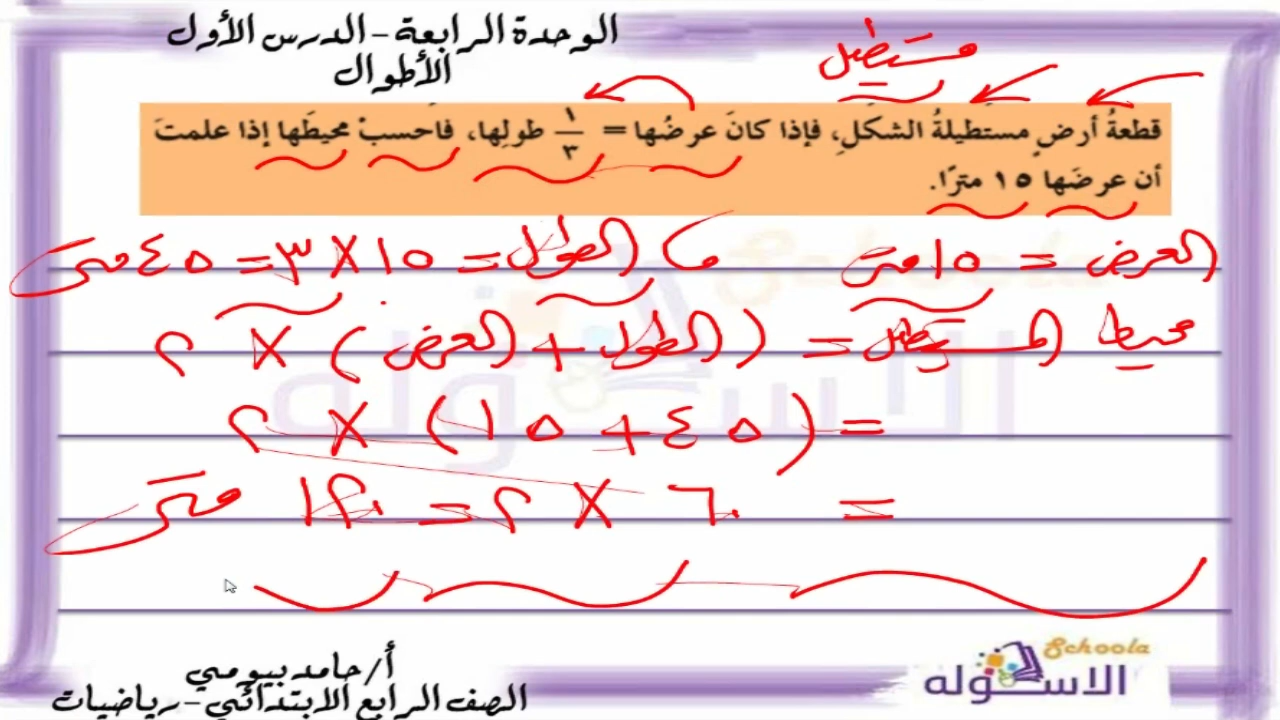 الوحدة الرابعة - الدرس الأول
الأطوال
مستطيل
قطعةُ أرضٍ مستطيلةُ الشكلِ، فإذا كانَ عرضُها = ١/٣ طولِها، فاحسبْ محيطَها إذا علمتَ
أن عرضَها ١٥ مترًا.
العرض = ١٥ متر ، الطول = ١٥ × ٣ = ٤٥ متر
محيط المستطيل = (الطول + العرض) × ٢
= (٤٥ + ١٥) × ٢
= ٦٠ × ٢ = ١٢٠ متر
أ/ حامد بيومي
الصف الرابع الابتدائي - رياضيات
Schoola
الاسكوله